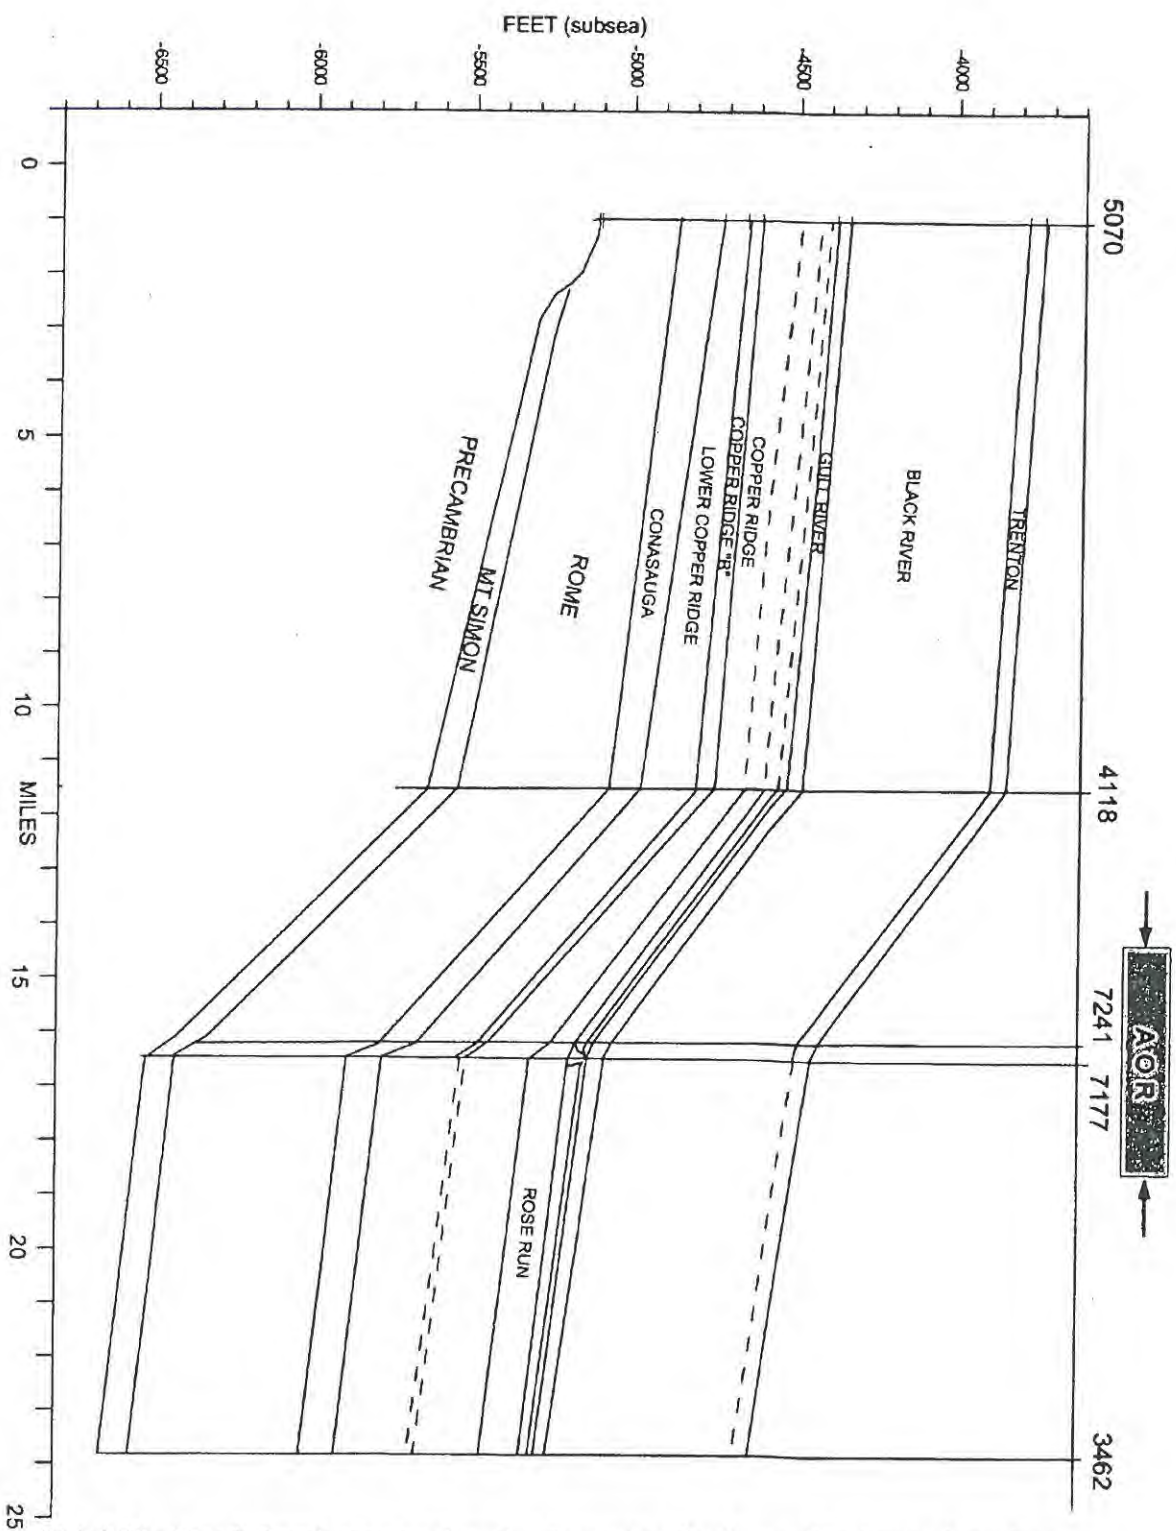 5070
4118
AOR
7241
7177
3462
FEET (subsea)
-4000
-4500
-5000
-5500
-6000
-6500
TRENTON
BLACK RIVER
GULL RIVER
COPPER RIDGE
COPPER RIDGE "B"
LOWER COPPER RIDGE
CONASAUGA
ROME
MT SIMON
PRECAMBRIAN
ROSE RUN
0
5
10
MILES
15
20
25